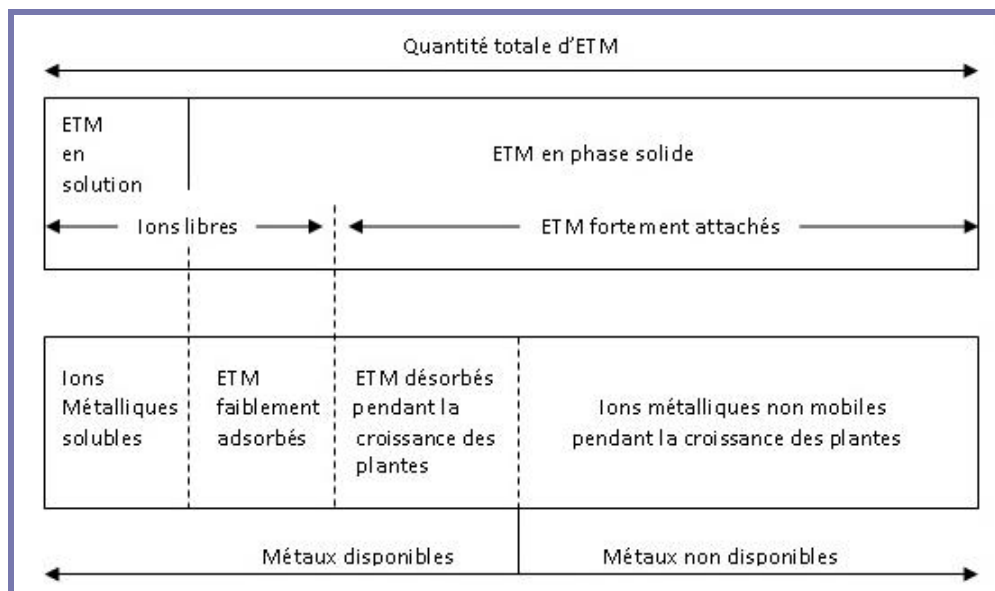 Quantité totale d'ETM
ETM
en
solution
ETM en phase solide
Ions libres
ETM fortement attachés
Ions
Métalliques
solubles
ETM
faiblement
adsorbés
ETM désorbés
pendant la
croissance des
plantes
Ions métalliques non mobiles
pendant la croissance des plantes
Métaux disponibles
Métaux non disponibles